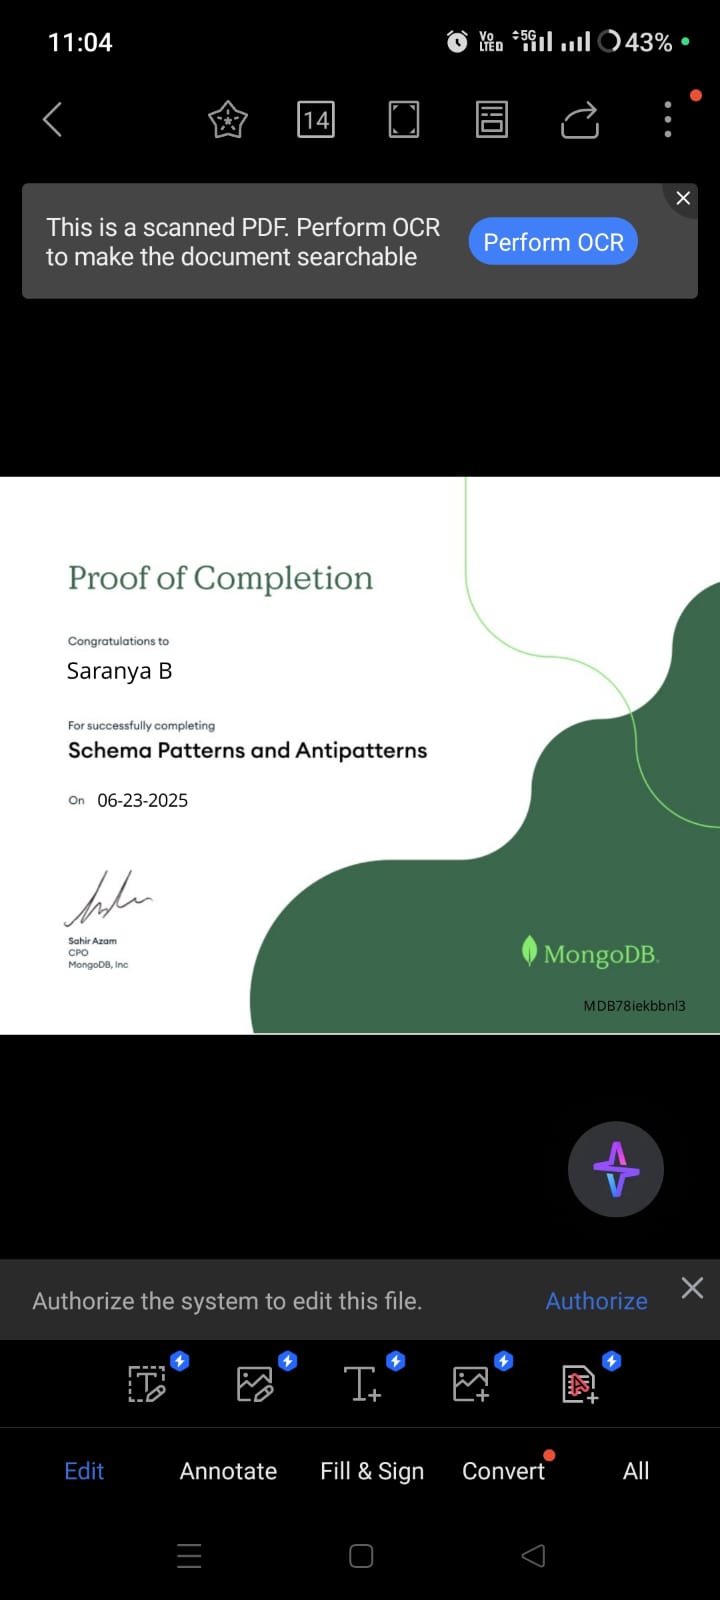 11:04
Vo
LTED
5G
43%
14
This is a scanned PDF. Perform OCR
to make the document searchable
Perform OCR
Proof of Completion
Congratulations to
Saranya B
For successfully completing
Schema Patterns and Antipatterns
On 06-23-2025
Sahir Azam
CPO
MongoDB, Inc
MongoDB.
MDB78iekbbnl3
Authorize the system to edit this file.
Authorize
Edit
Annotate
Fill & Sign
Convert
All